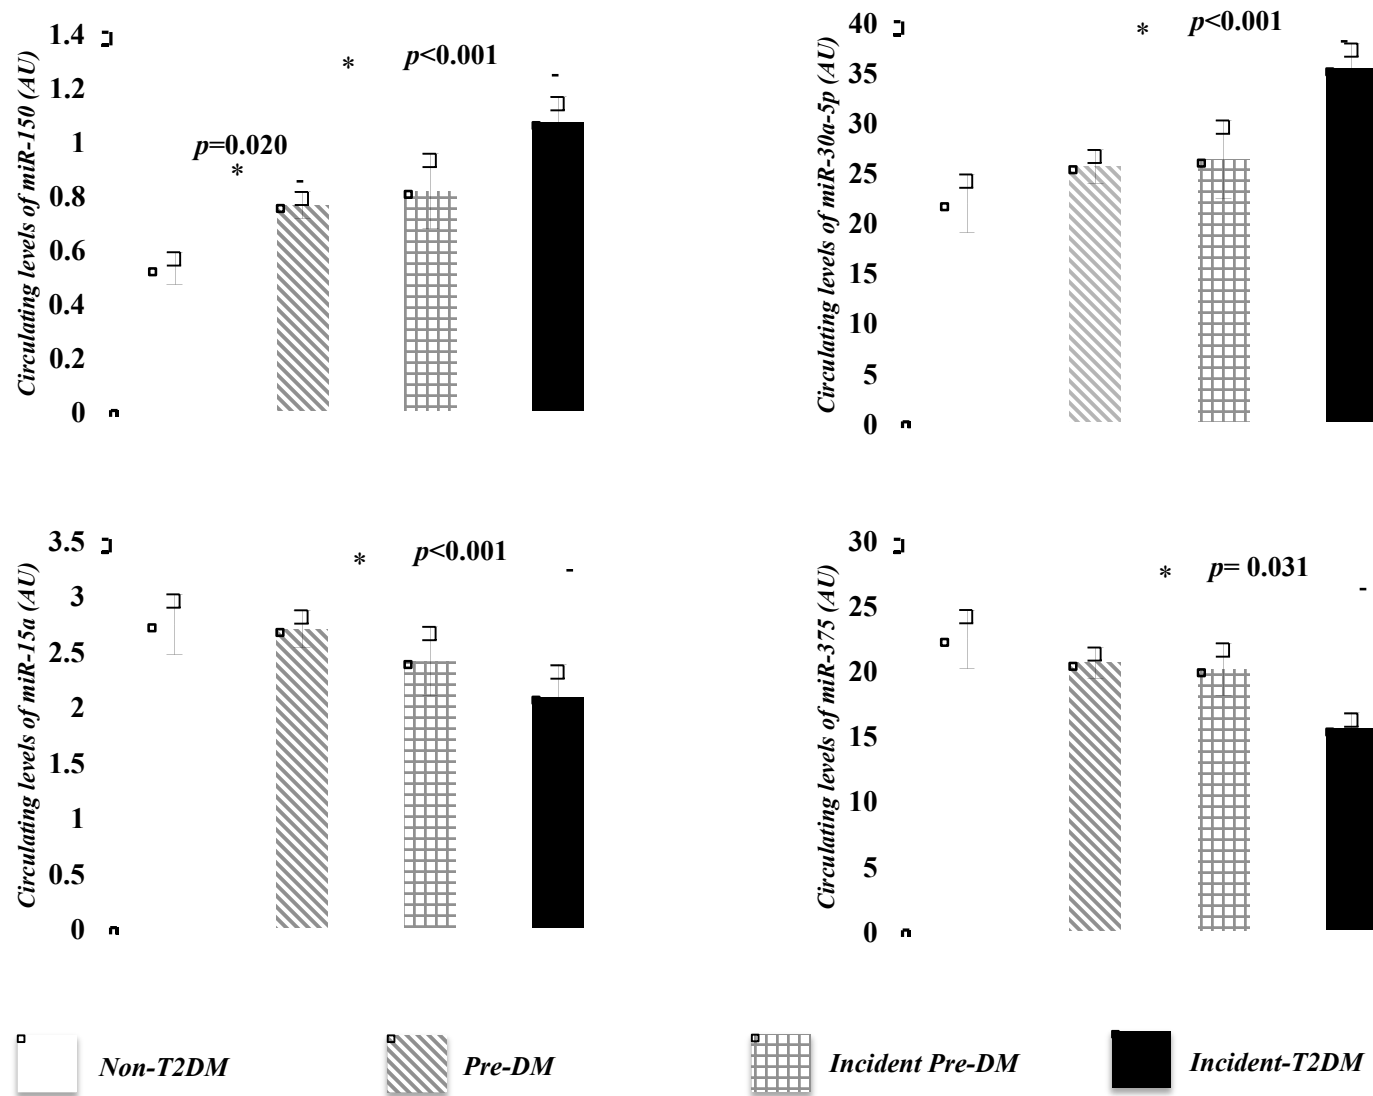 Circulating levels of miR-150 (AU)
1.4
1.2
1
0.8
0.6
0.4
0.2
0
p=0.020
*
*
p<0.001
Circulating levels of miR-30a-5p (AU)
40
35
30
25
20
15
10
5
0
*
p<0.001
Circulating levels of miR-15a (AU)
3.5
3
2.5
2
1.5
1
0.5
0
*
p<0.001
Circulating levels of miR-375 (AU)
30
25
20
15
10
5
0
*
p= 0.031
Non-T2DM
Pre-DM
Incident Pre-DM
Incident-T2DM